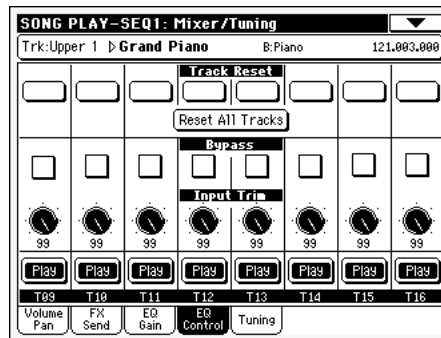 SONG PLAY-SEQ1: Mixer/Tuning
Trk:Upper 1 ▷Grand Piano B:Piano 121.003.000
Track Reset
Reset All Tracks
Bypass
Input Trim
99 99 99 99 99 99 99 99
Play Play Play Play Play Play Play Play
T09 T10 T11 T12 T13 T14 T15 T16
Volume Pan FX Send EQ Gain EQ Control Tuning